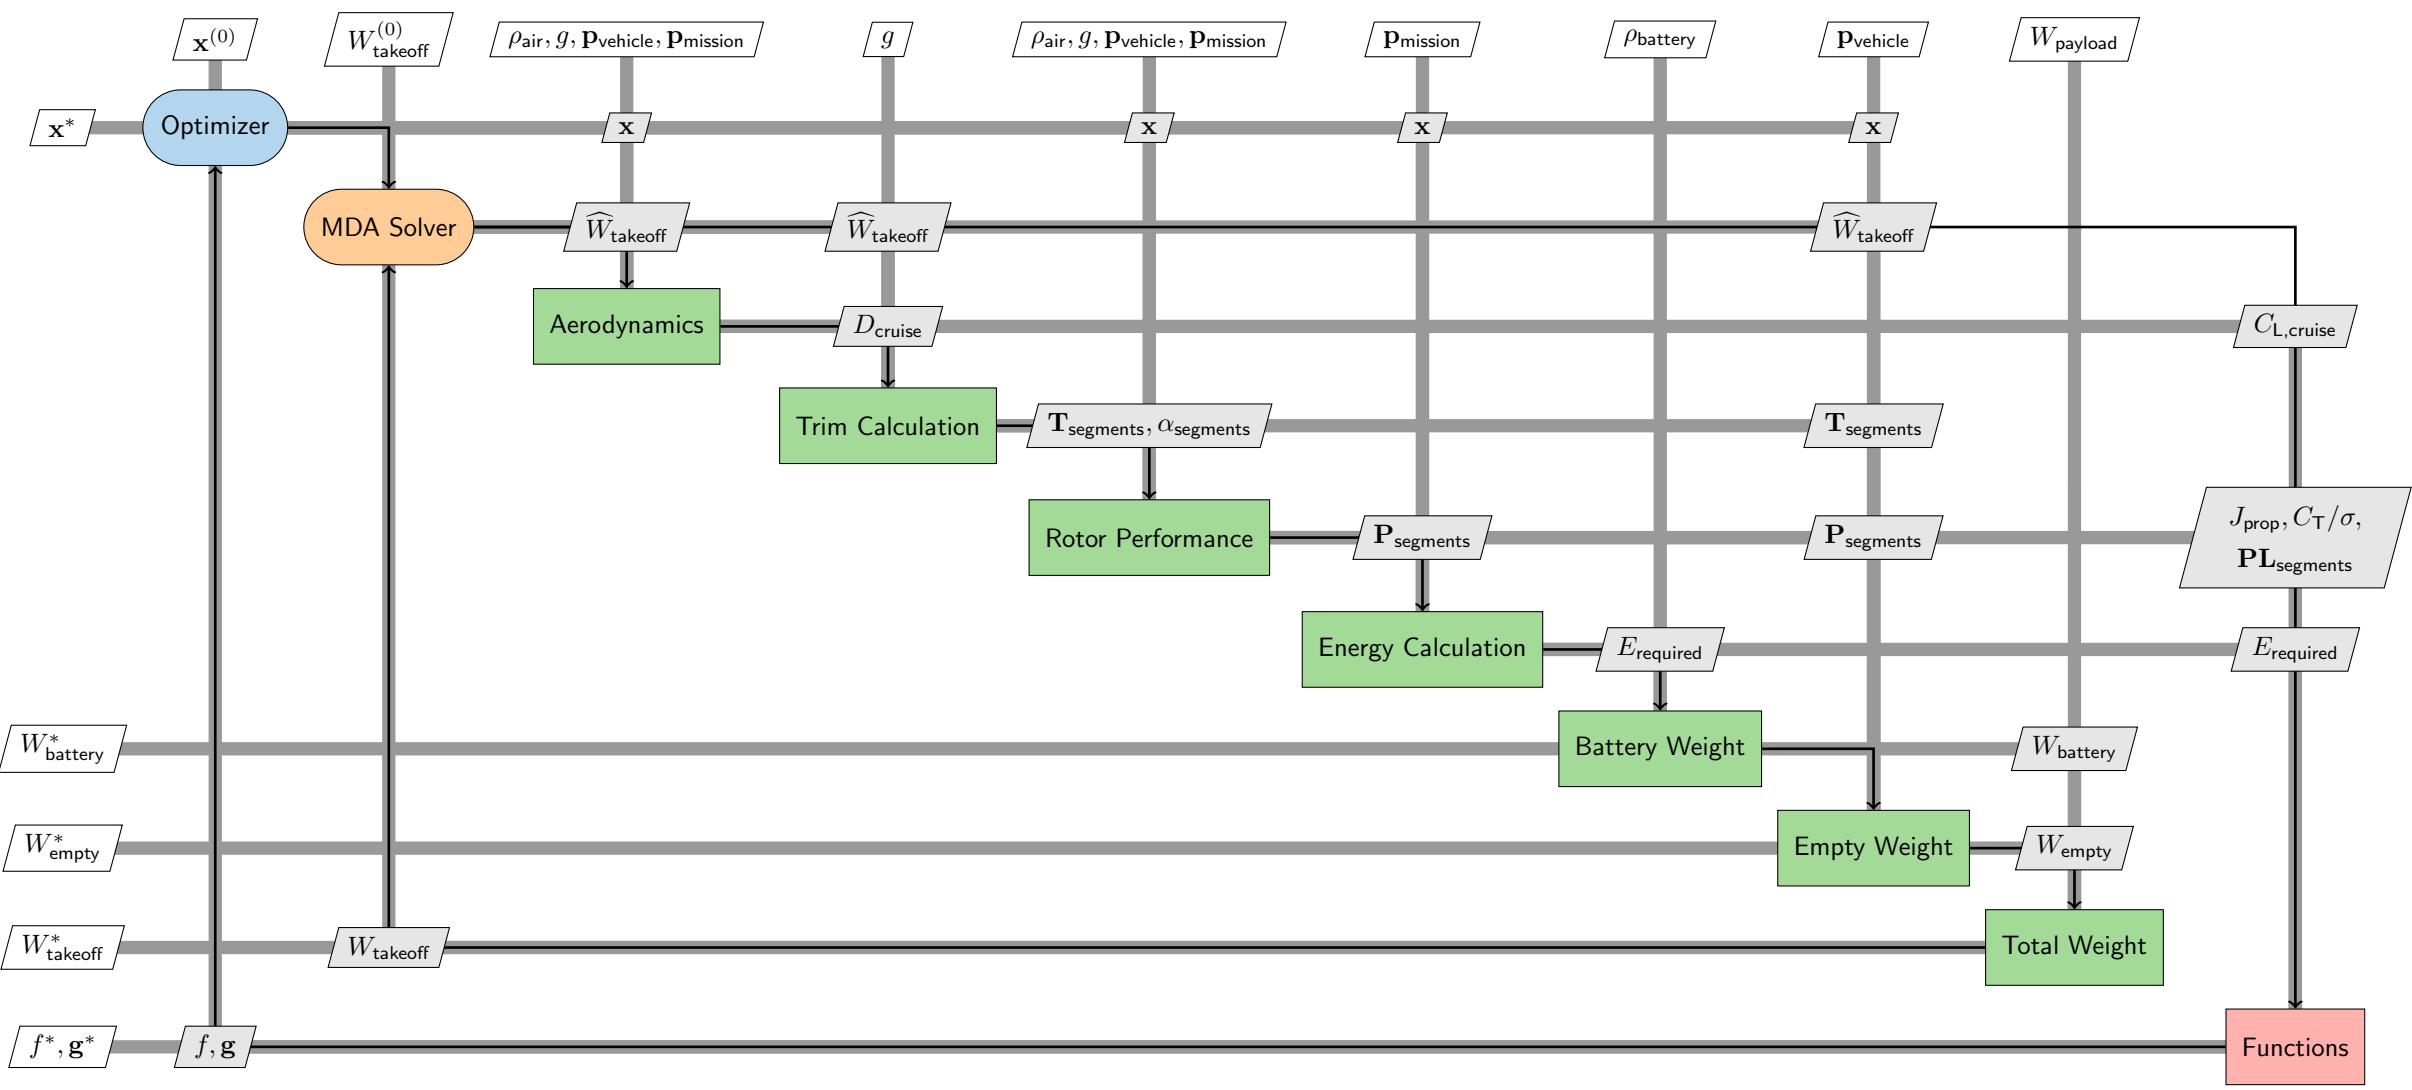 x^(0)
W_takeoff^(0)
ρ_air, g, p_vehicle, p_mission
g
ρ_air, g, p_vehicle, p_mission
p_mission
ρ_battery
p_vehicle
W_payload
x*
Optimizer
x
x
x
x
MDA Solver
Ŵ_takeoff
Ŵ_takeoff
Ŵ_takeoff
Aerodynamics
D_cruise
C_L,cruise
Trim Calculation
T_segments, α_segments
T_segments
Rotor Performance
P_segments
P_segments
J_prop, C_T/σ,
PL_segments
Energy Calculation
E_required
E_required
W*_battery
Battery Weight
W_battery
W*_empty
Empty Weight
W_empty
W*_takeoff
W_takeoff
Total Weight
f*, g*
f, g
Functions